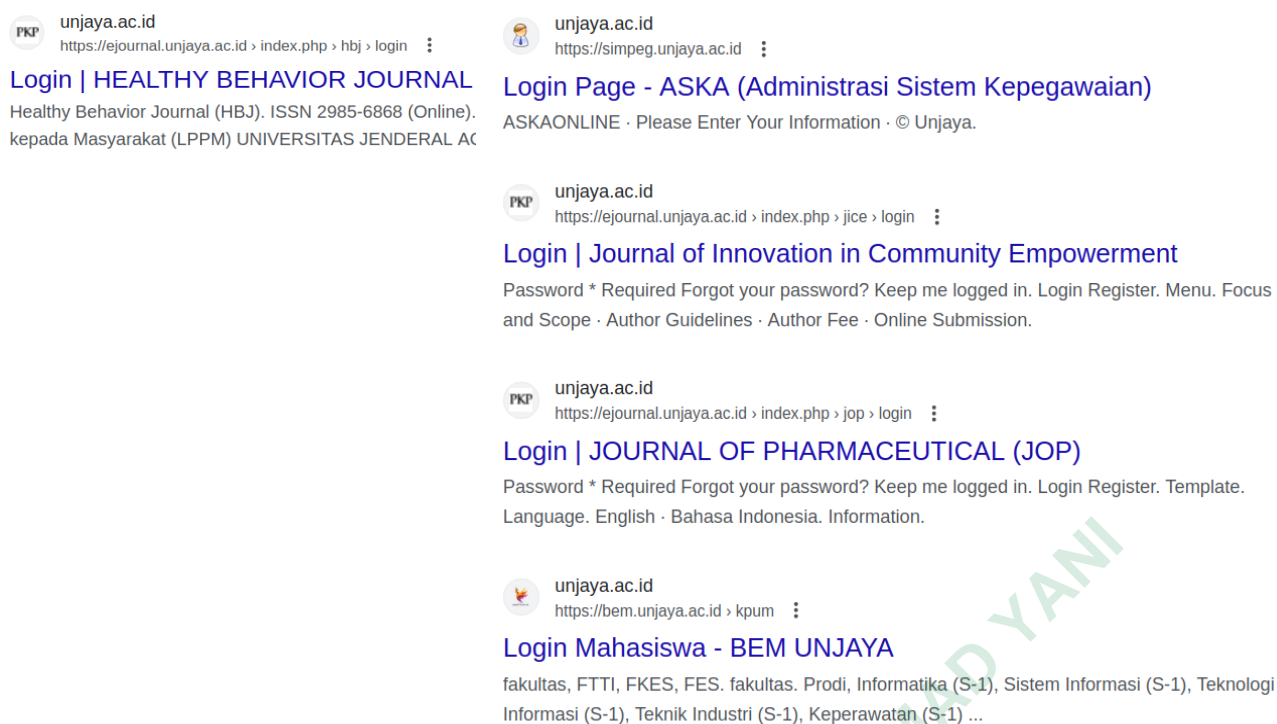 PKP
unjaya.ac.id
https://ejournal.unjaya.ac.id › index.php › hbj › login
Login | HEALTHY BEHAVIOR JOURNAL
Healthy Behavior Journal (HBJ). ISSN 2985-6868 (Online).
kepada Masyarakat (LPPM) UNIVERSITAS JENDERAL
unjaya.ac.id
https://simpeg.unjaya.ac.id
Login Page - ASKA (Administrasi Sistem Kepegawaian)
ASKAONLINE · Please Enter Your Information · © Unjaya.
PKP
unjaya.ac.id
https://ejournal.unjaya.ac.id › index.php › jice › login
Login | Journal of Innovation in Community Empowerment
Password * Required Forgot your password? Keep me logged in. Login Register. Menu. Focus
and Scope · Author Guidelines · Author Fee · Online Submission.
PKP
unjaya.ac.id
https://ejournal.unjaya.ac.id › index.php › jop › login
Login | JOURNAL OF PHARMACEUTICAL (JOP)
Password * Required Forgot your password? Keep me logged in. Login Register. Template.
Language. English · Bahasa Indonesia. Information.
unjaya.ac.id
https://bem.unjaya.ac.id › kpum
Login Mahasiswa - BEM UNJAYA
fakultas, FTTI, FKES, FES. fakultas. Prodi, Informatika (S-1), Sistem Informasi (S-1), Teknologi
Informasi (S-1), Teknik Industri (S-1), Keperawatan (S-1) ...
YANI